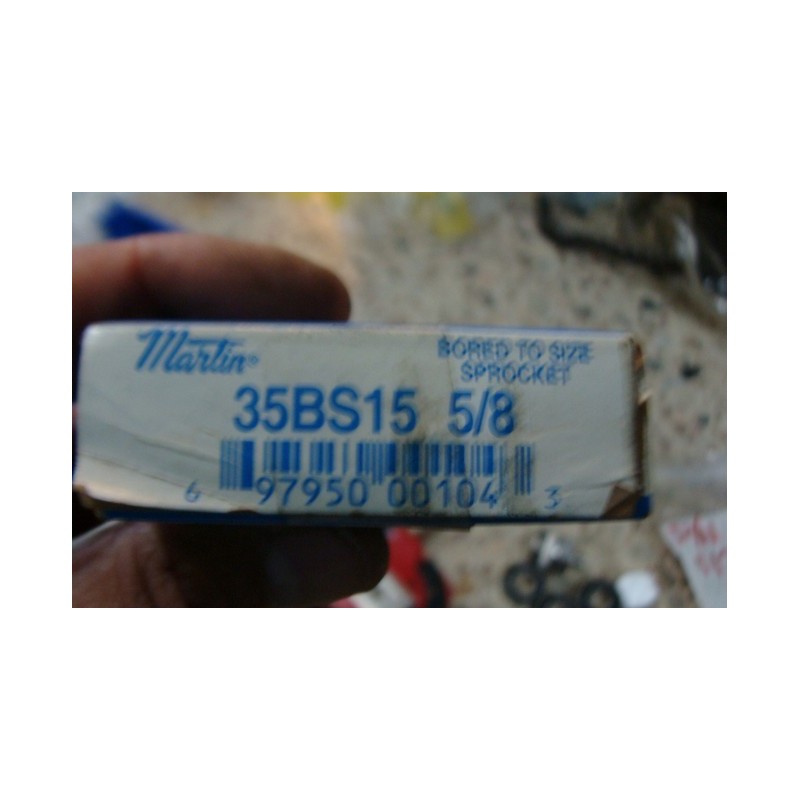 Martin®
BORED TO SIZE
SPROCKET
35BS15 5/8
6 97950 00104 3